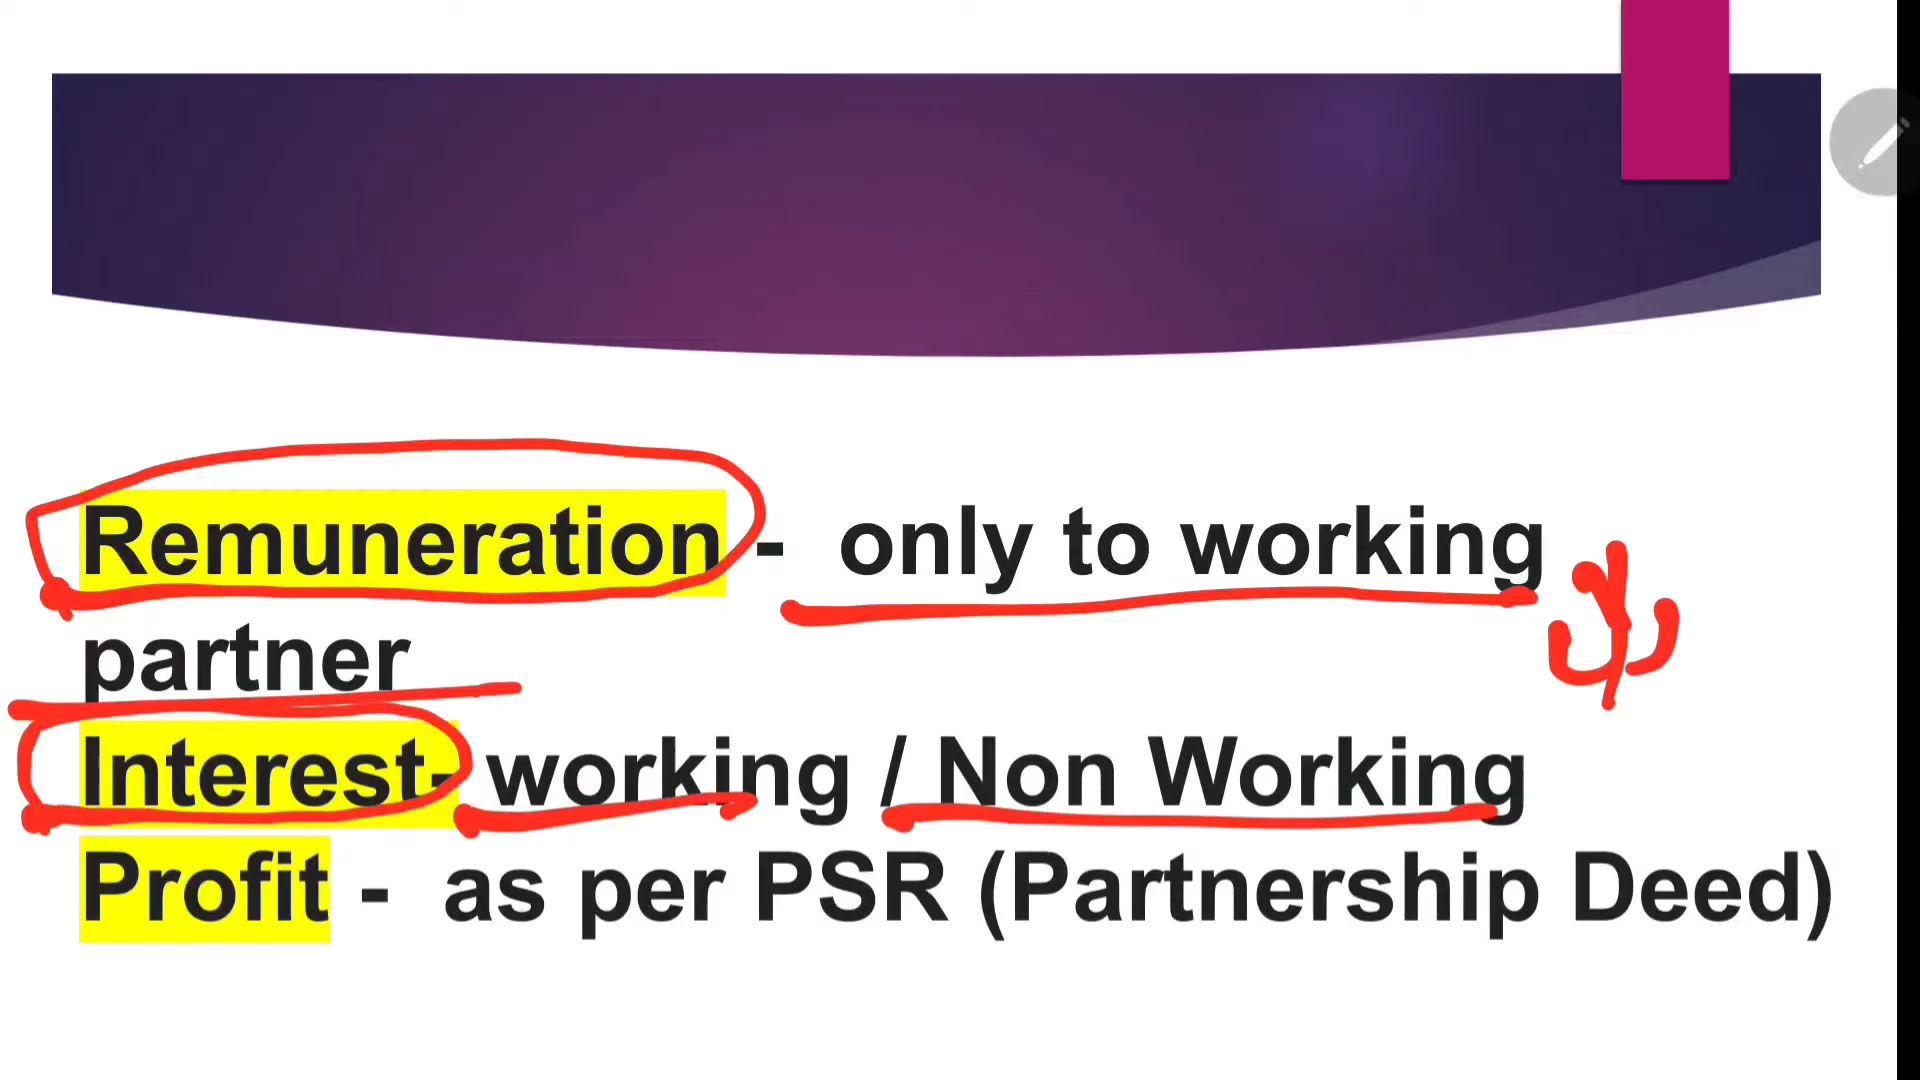 Remuneration - only to working
partner
Interest- working / Non Working
Profit - as per PSR (Partnership Deed)